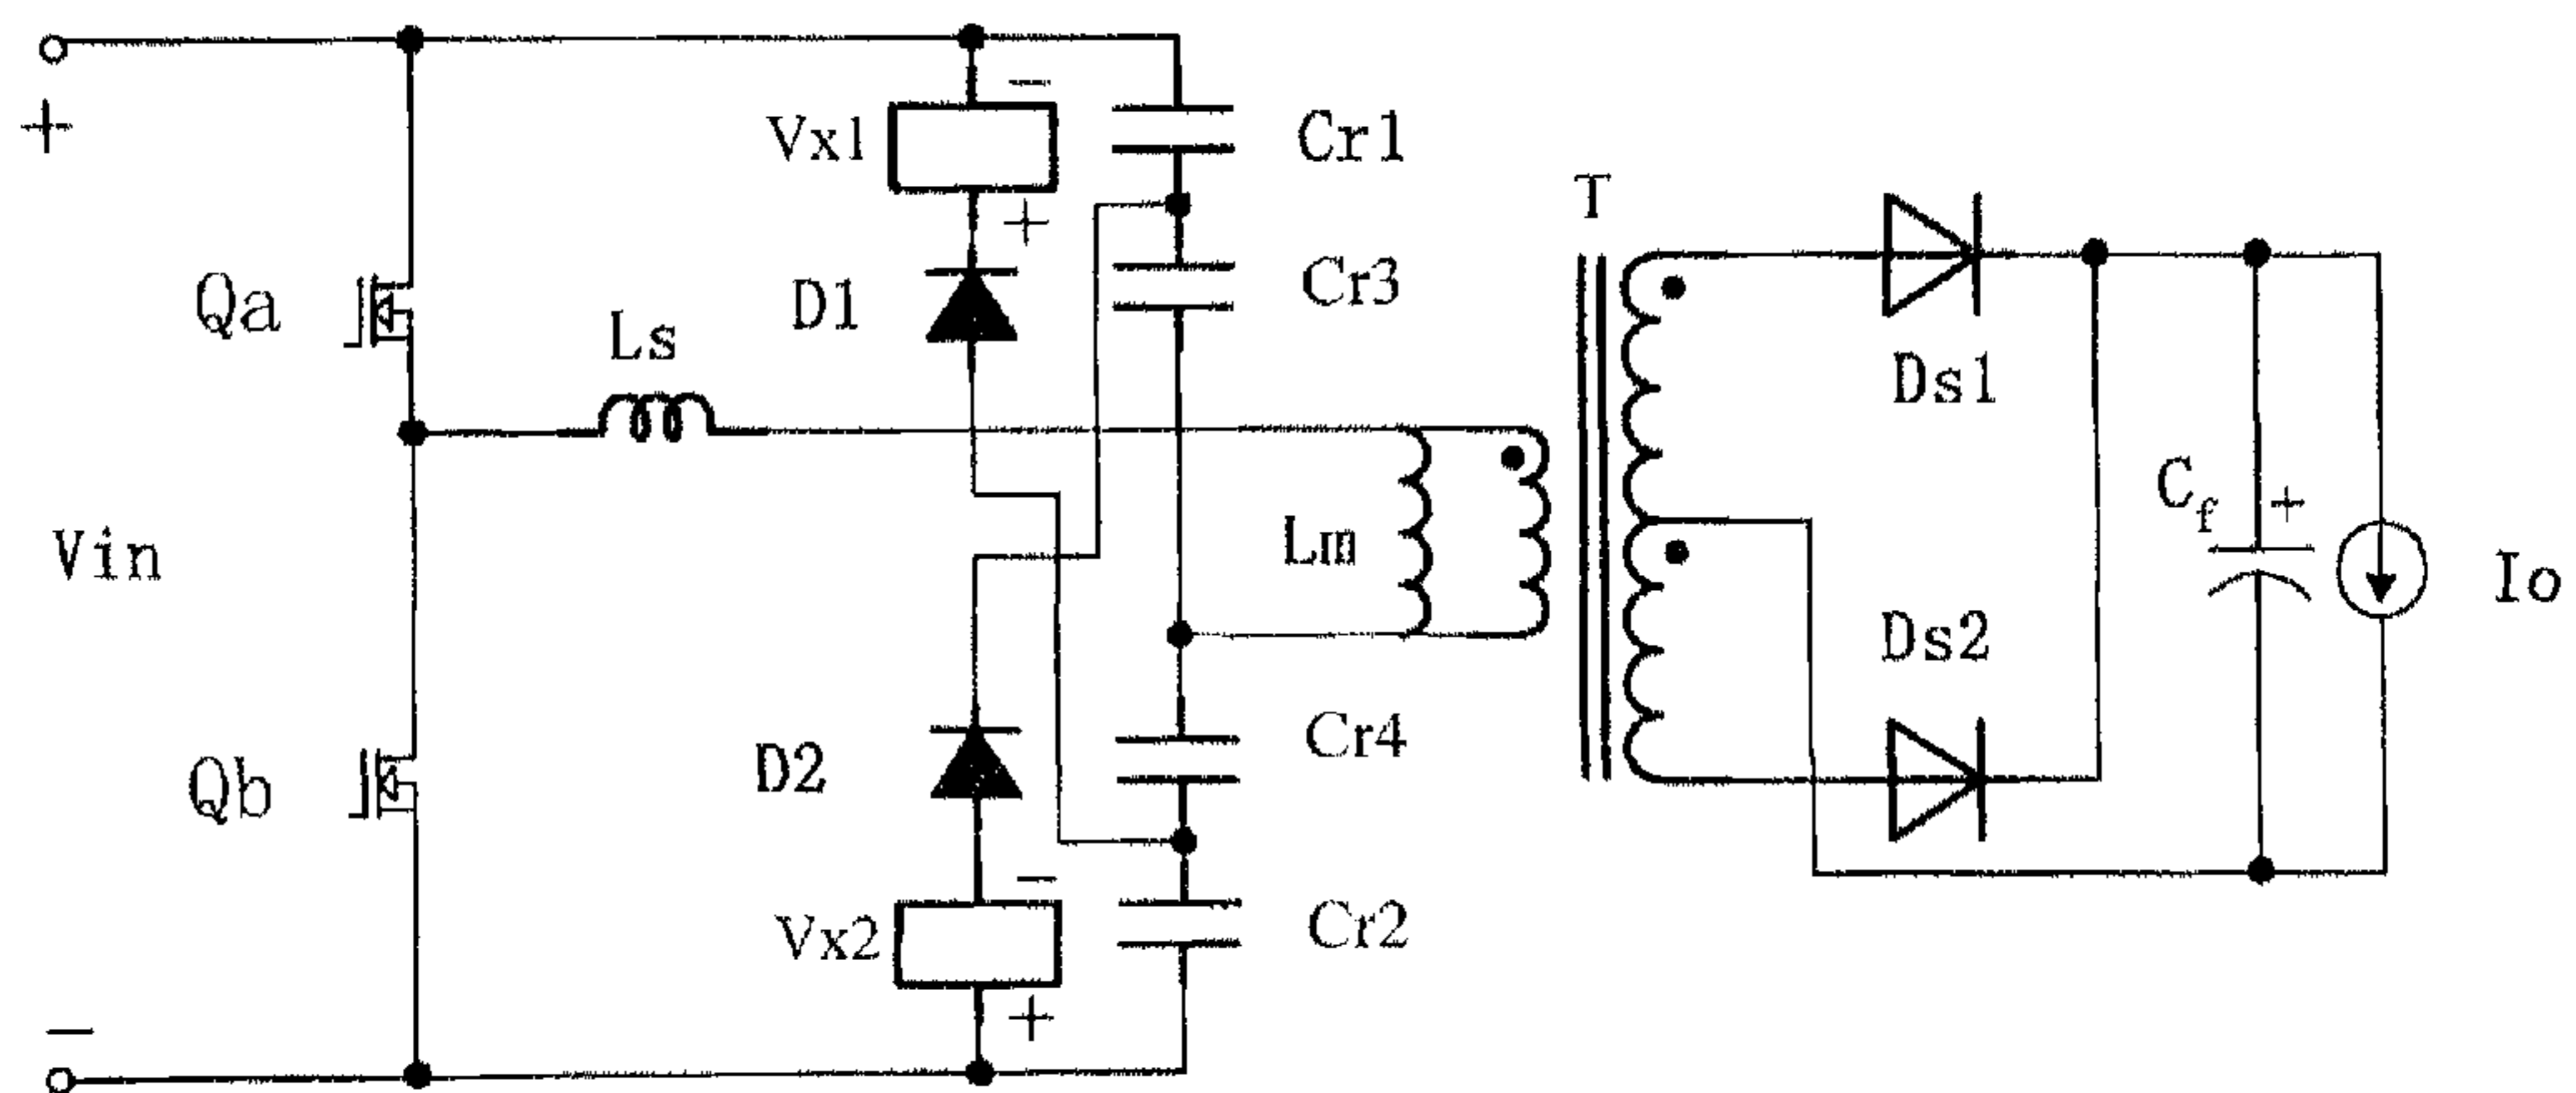 +
−
Vx1
+
Cr1
T
Qa
Ls
D1
Cr3
Ds1
Vin
Lm
Cf
+
Io
Ds2
Qb
D2
Cr4
−
Vx2
+
Cr2
−